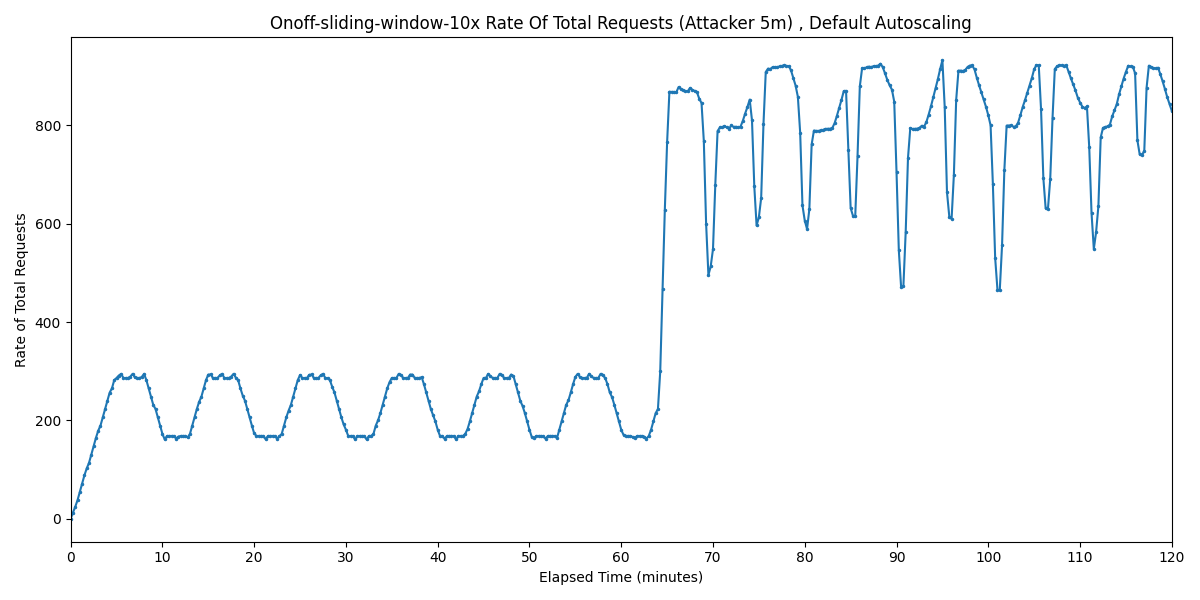 Onoff-sliding-window-10x Rate Of Total Requests (Attacker 5m) , Default Autoscaling
Rate of Total Requests
800
600
400
200
0
0 10 20 30 40 50 60 70 80 90 100 110 120
Elapsed Time (minutes)